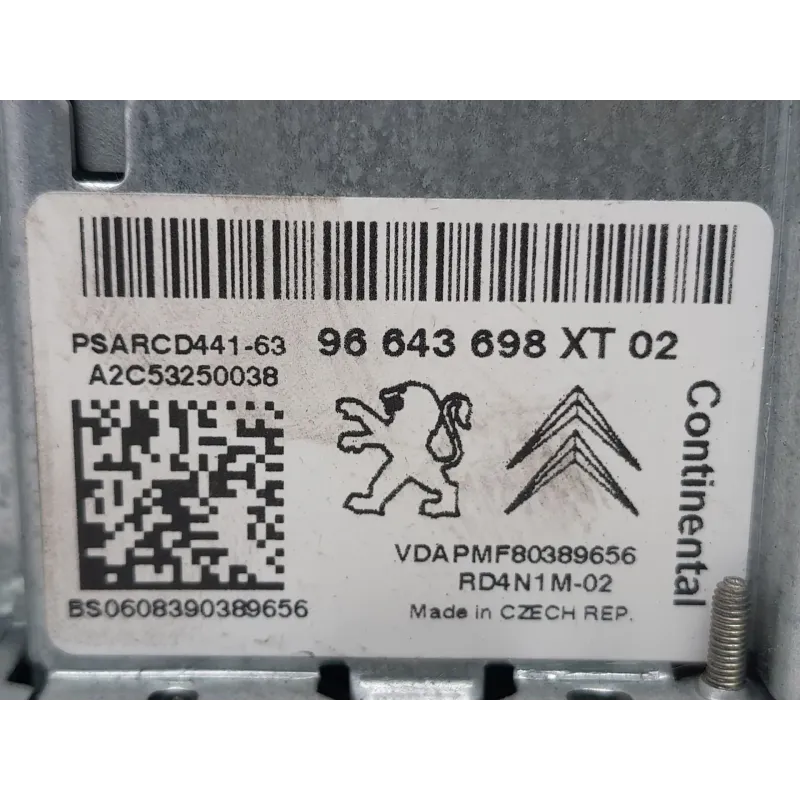 PSARCD441-63
96 643 698 XT 02
A2C53250038
Continental
VDAPMF80389656
RD4N1M-02
BS0608390389656
Made in CZECH REP.